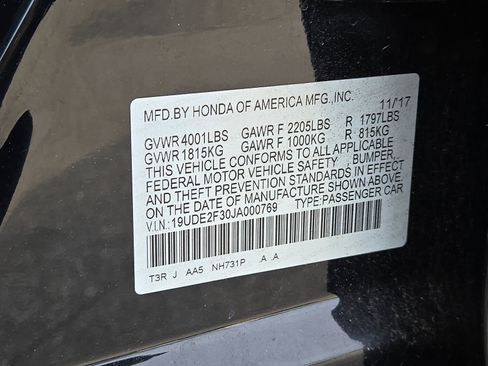 MFD.BY HONDA OF AMERICA MFG.,INC. 11/'17
GVWR 4001LBS GAWR F 2205LBS R 1797LBS
GVWR 1815KG GAWR F 1000KG R 815KG
THIS VEHICLE CONFORMS TO ALL APPLICABLE
FEDERAL MOTOR VEHICLE SAFETY , BUMPER,
AND THEFT PREVENTION STANDARDS IN EFFECT
ON THE DATE OF MANUFACTURE SHOWN ABOVE.
V.I.N.: 19UDE2F30JA000769 TYPE:PASSENGER CAR
T3R J AA5 NH731P .A .A